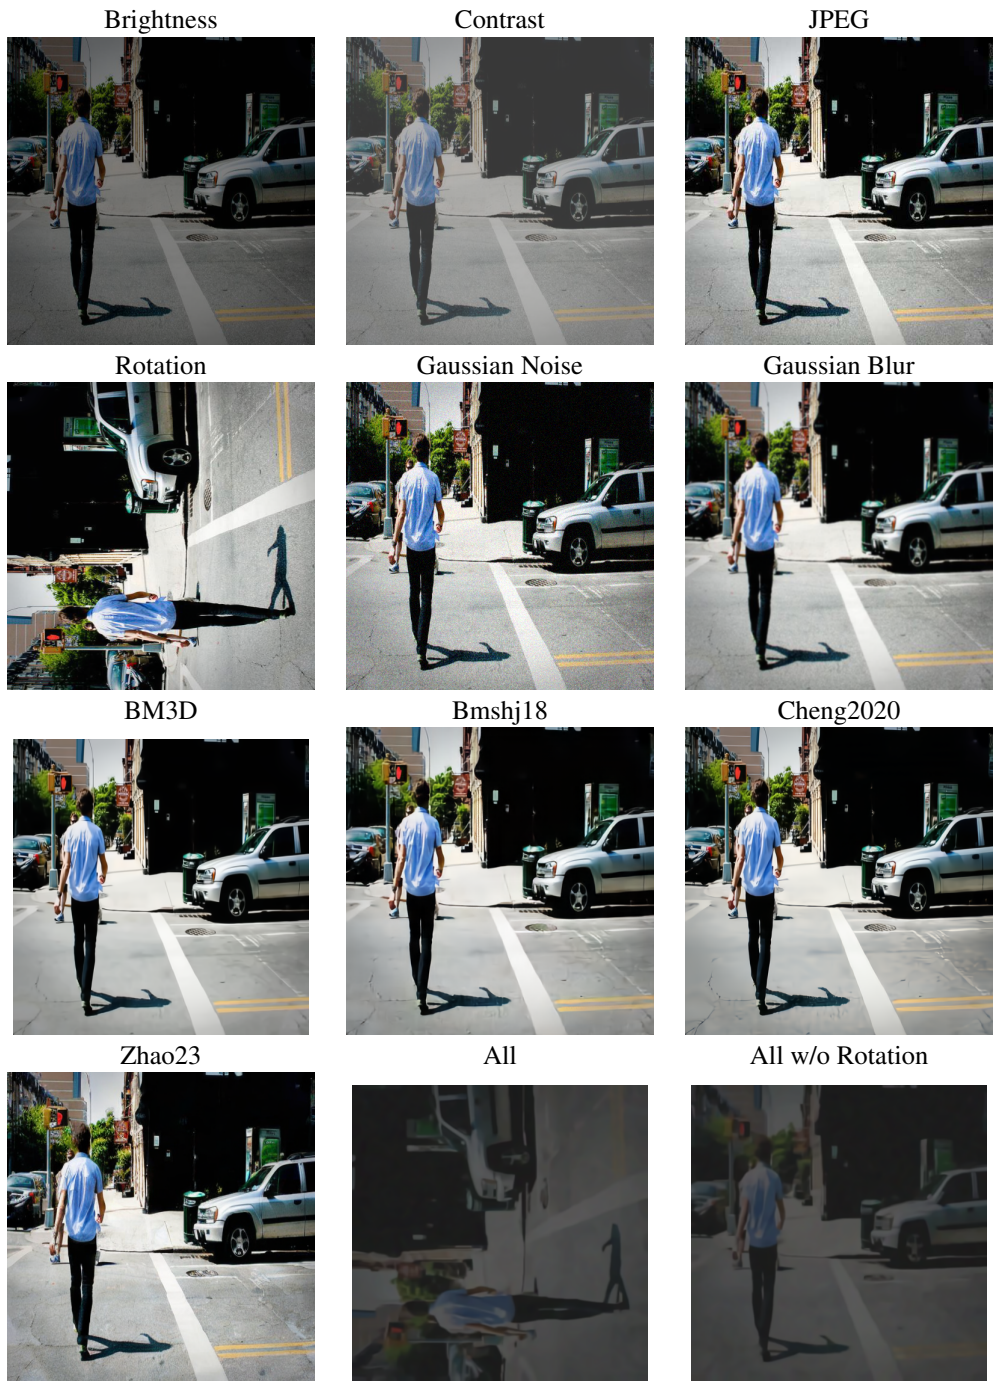 Brightness
Contrast
JPEG
Rotation
Gaussian Noise
Gaussian Blur
BM3D
Bmshj18
Cheng2020
Zhao23
All
All w/o Rotation